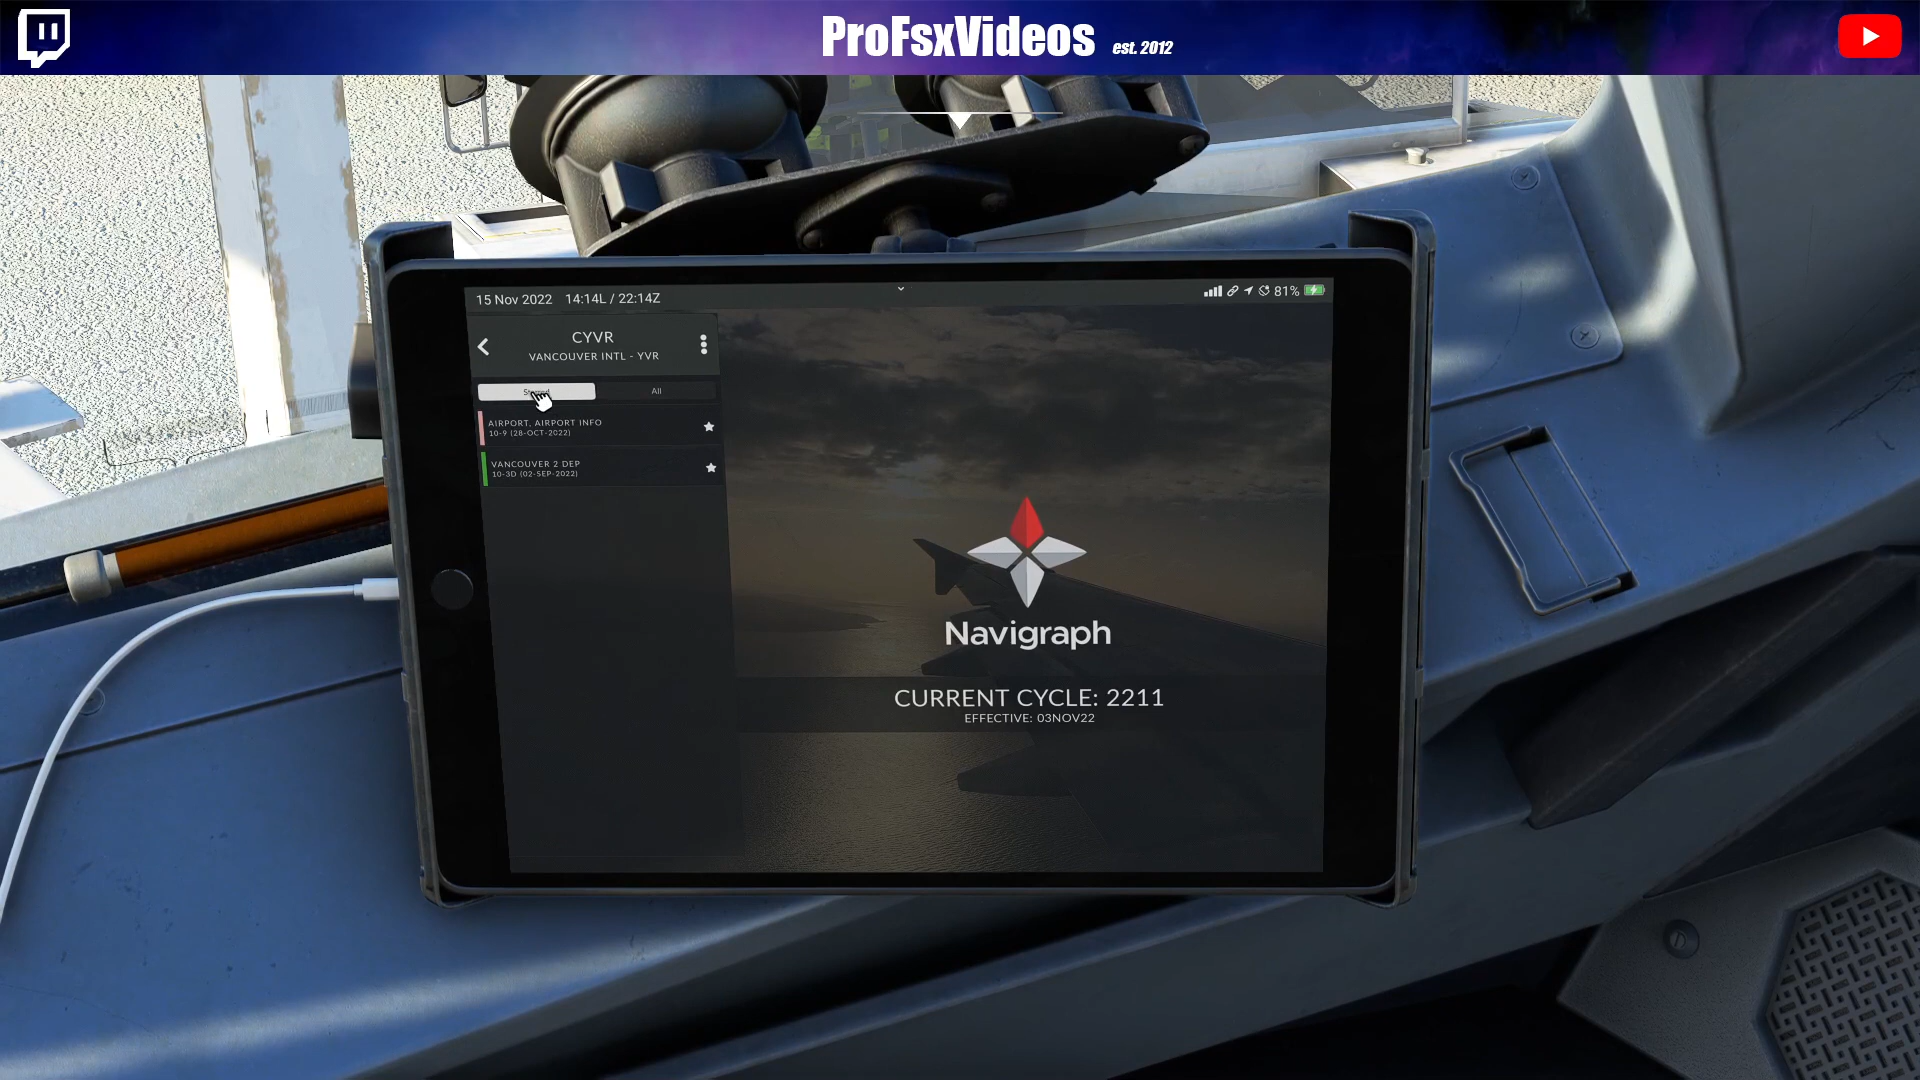 ProFsxVideos est. 2012
15 Nov 2022 14:14L / 22:14Z
81%
CYVR
VANCOUVER INTL - YVR
All
AIRPORT, AIRPORT INFO
10-9 (28-OCT-2022)
VANCOUVER 2 DEP
10-3D (02-SEP-2022)
Navigraph
CURRENT CYCLE: 2211
EFFECTIVE: 03NOV22